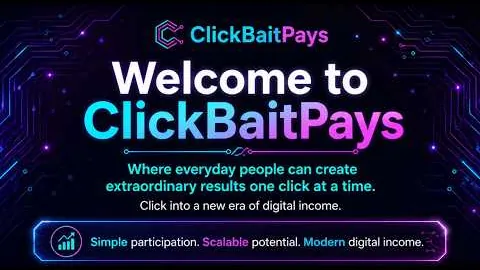 ClickBaitPays
Welcome to
ClickBaitPays
Where everyday people can create
extraordinary results one click at a time.
Click into a new era of digital income.
Simple participation. Scalable potential. Modern digital income.